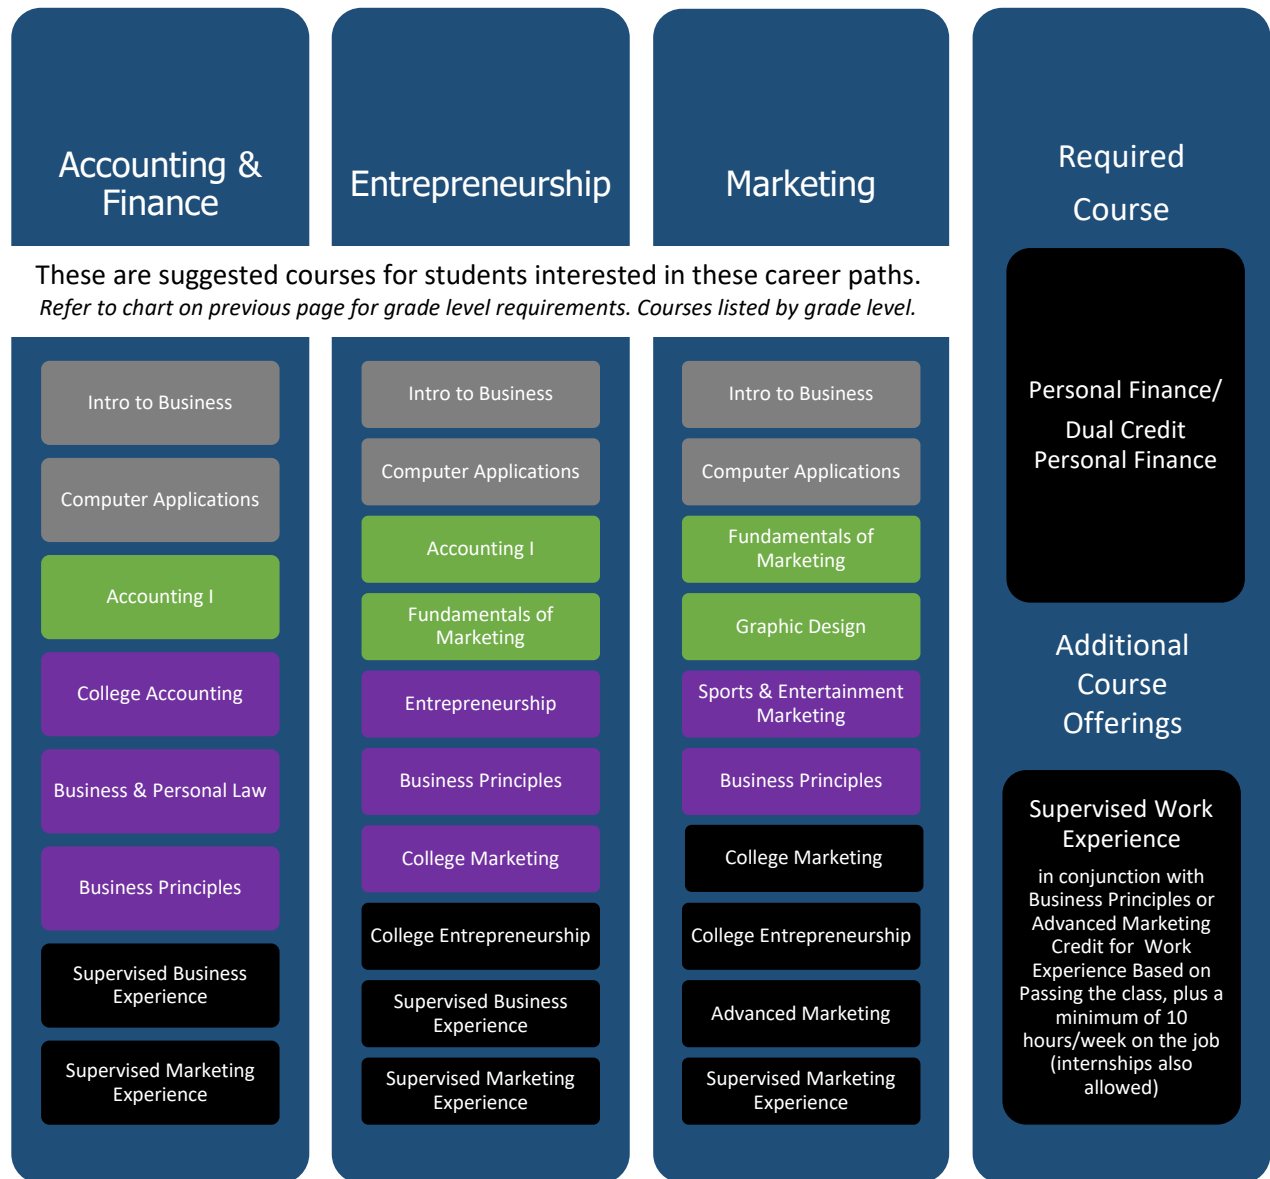 Accounting &
Finance
Entrepreneurship
Marketing
These are suggested courses for students interested in these career paths.
Refer to chart on previous page for grade level requirements. Courses listed by grade level.
Intro to Business
Computer Applications
Accounting I
College Accounting
Business & Personal Law
Business Principles
Supervised Business
Experience
Supervised Marketing
Experience
Intro to Business
Computer Applications
Accounting I
Fundamentals of
Marketing
Entrepreneurship
Business Principles
College Marketing
College Entrepreneurship
Supervised Business
Experience
Supervised Marketing
Experience
Intro to Business
Computer Applications
Fundamentals of
Marketing
Graphic Design
Sports & Entertainment
Marketing
Business Principles
College Marketing
College Entrepreneurship
Advanced Marketing
Supervised Marketing
Experience
Required
Course
Personal Finance/
Dual Credit
Personal Finance
Additional
Course
Offerings
Supervised Work
Experience
in conjunction with
Business Principles or
Advanced Marketing
Credit for Work
Experience Based on
Passing the class, plus a
minimum of 10
hours/week on the job
(internships also
allowed)